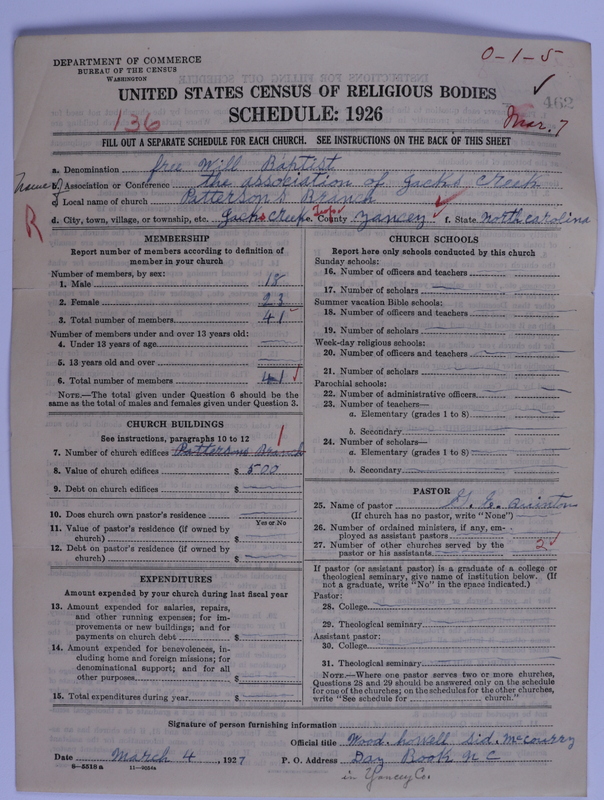 DEPARTMENT OF COMMERCE
BUREAU OF THE CENSUS
WASHINGTON
0-1-5
UNITED STATES CENSUS OF RELIGIOUS BODIES
462
SCHEDULE: 1926
136
Mar. 7
FILL OUT A SEPARATE SCHEDULE FOR EACH CHURCH. SEE INSTRUCTIONS ON THE BACK OF THIS SHEET
a. Denomination free Will Baptist
name of
b. Association or Conference the association of Jacks Creek
c. Local name of church Pattersons Branch
R
d. City, town, village, or township, etc. Jacks Creek Twp. e. County Yancey f. State North Carolina
MEMBERSHIP
Report number of members according to definition of member in your church
Number of members, by sex:
1. Male 18
2. Female 23
3. Total number of members 41
Number of members under and over 13 years old:
4. Under 13 years of age
5. 13 years old and over
6. Total number of members 41
NOTE.—The total given under Question 6 should be
same as the total of males and females given under Question 3.
CHURCH BUILDINGS
See instructions, paragraphs 10 to 12
1
7. Number of church edifices Pattersons Branch
8. Value of church edifices $ 500
9. Debt on church edifices $
10. Does church own pastor's residence
Yes or No
11. Value of pastor's residence (if owned by
church) $
12. Debt on pastor's residence (if owned by
church) $
EXPENDITURES
Amount expended by your church during last fiscal year
13. Amount expended for salaries, repairs,
and other running expenses; for im-
provements or new buildings; and for
payments on church debt $
14. Amount expended for benevolences, in-
cluding home and foreign missions; for
denominational support; and for all
other purposes $
15. Total expenditures during year $
CHURCH SCHOOLS
Report here only schools conducted by this church
Sunday schools:
16. Number of officers and teachers
17. Number of scholars
Summer vacation Bible schools:
18. Number of officers and teachers
19. Number of scholars
Week-day religious schools:
20. Number of officers and teachers
21. Number of scholars
Parochial schools:
22. Number of administrative officers
23. Number of teachers—
a. Elementary (grades 1 to 8)
b. Secondary
24. Number of scholars—
a. Elementary (grades 1 to 8)
b. Secondary
PASTOR
25. Name of pastor
(If church has no pastor, write "None")
26. Number of ordained ministers, if any, em-
ployed as assistant pastors
27. Number of other churches served by the
pastor or his assistants 2
If pastor (or assistant pastor) is a graduate of a college or
theological seminary, give name of institution below. (If
not a graduate, write "No" in the space indicated.)
Pastor:
28. College
29. Theological seminary
Assistant pastor:
30. College
31. Theological seminary
NOTE.—Where one pastor serves two or more churches,
Questions 28 and 29 should be answered only on the schedule
for one of the churches; on the schedules for the other churches,
write "See schedule for church."
Signature of person furnishing information
Official title Wood howell Sid. McCourry
Date March 4, 1927 P. O. Address Day Book N C
8-5518 a 11-9054a
in Yancey Co.